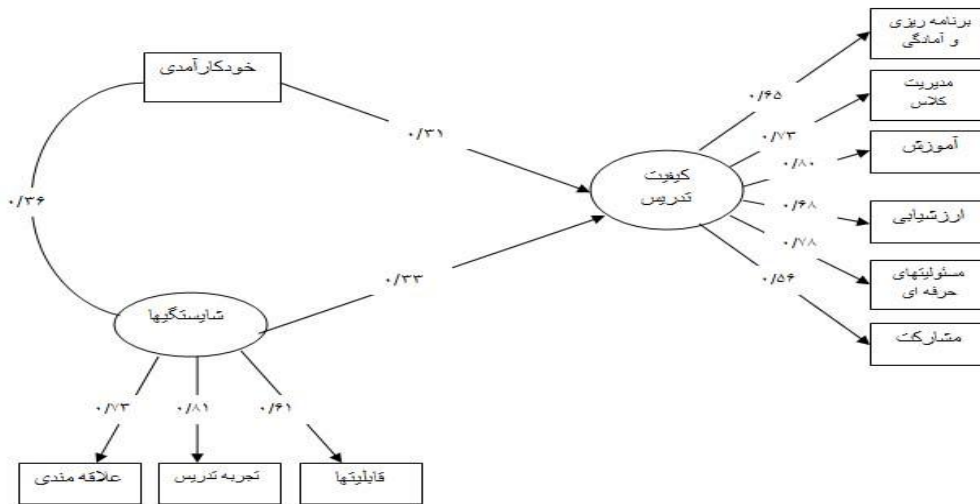 برنامه ریزی
و آمادگی
خودکارآمدی
۰/۶۵
مدیریت
کلاس
۰/۳۱
۰/۷۳
آموزش
۰/۸۰
کیفیت
تدریس
۰/۳۶
۰/۶۸
ارزشیابی
۰/۷۸
مسئولیتهای
حرفه ای
۰/۳۳
۰/۵۶
شایستگیها
مشارکت
۰/۷۳
۰/۸۱
۰/۶۱
علاقه مندی
تجربه تدریس
قابلیتها